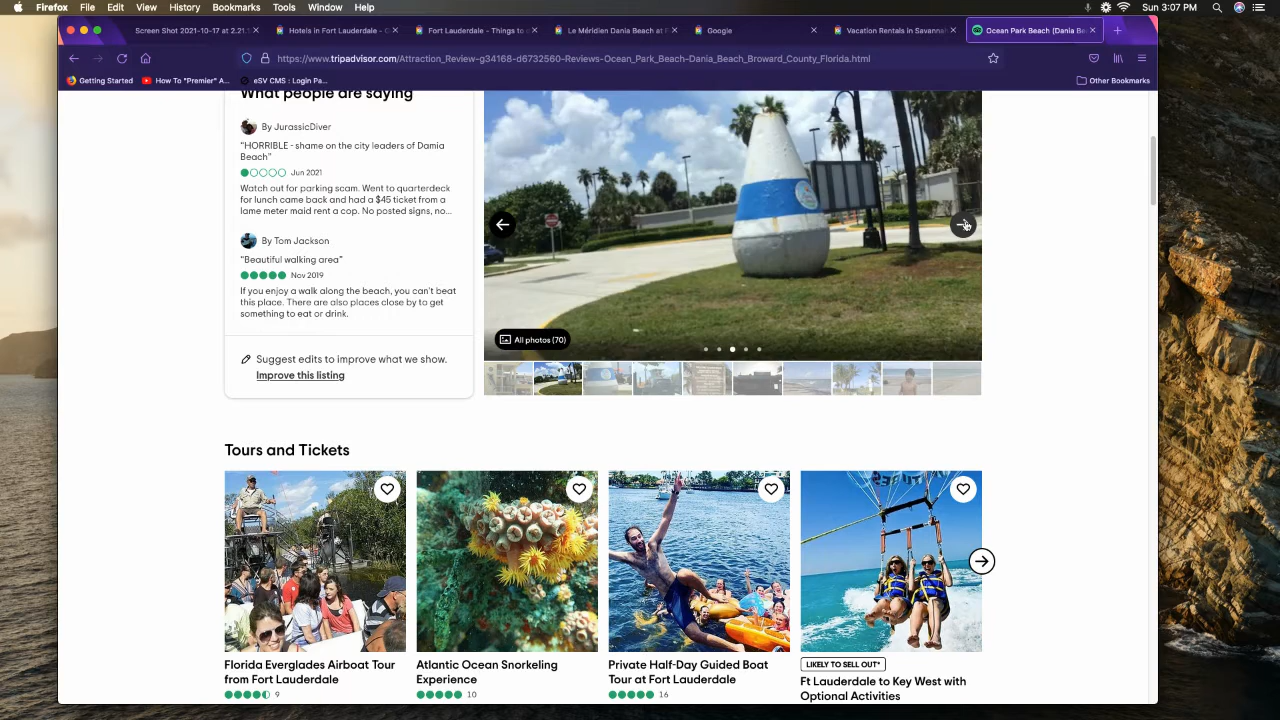 Firefox File Edit View History Bookmarks Tools Window Help Sun 3:07 PM
Screen Shot 2021-10-17 at 2.21.1 Hotels in Fort Lauderdale - G Fort Lauderdale - Things to Le Méridien Dania Beach at F Google Vacation Rentals in Savannah Ocean Park Beach (Dania Be
https://www.tripadvisor.com/Attraction_Review-g34168-d6732560-Reviews-Ocean_Park_Beach-Dania_Beach_Broward_County_Florida.html
Getting Started How To "Premier" A... eSV CMS : Login Pa... Other Bookmarks
What people are saying
By JurassicDiver
"HORRIBLE - shame on the city leaders of Damia
Beach"
Jun 2021
Watch out for parking scam. Went to quarterdeck
for lunch came back and had a $45 ticket from a
lame meter maid rent a cop. No posted signs, no...
By Tom Jackson
"Beautiful walking area"
Nov 2019
If you enjoy a walk along the beach, you can't beat
this place. There are also places close by to get
something to eat or drink.
Suggest edits to improve what we show.
Improve this listing
All photos (70)
Tours and Tickets
Florida Everglades Airboat Tour
from Fort Lauderdale
9
Atlantic Ocean Snorkeling
Experience
10
Private Half-Day Guided Boat
Tour at Fort Lauderdale
16
LIKELY TO SELL OUT*
Ft Lauderdale to Key West with
Optional Activities